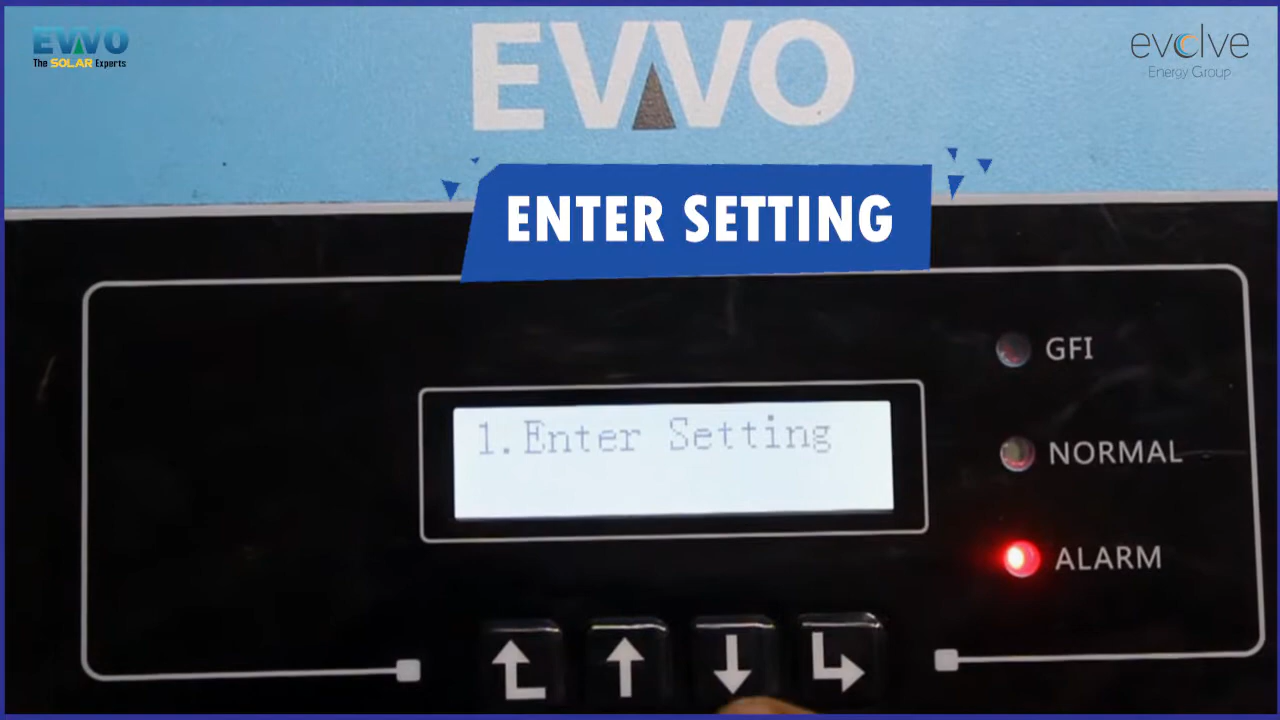 EVVO
The SOLAR Experts
evolve
Energy Group
EVVO
ENTER SETTING
GFI
1.Enter Setting
NORMAL
ALARM